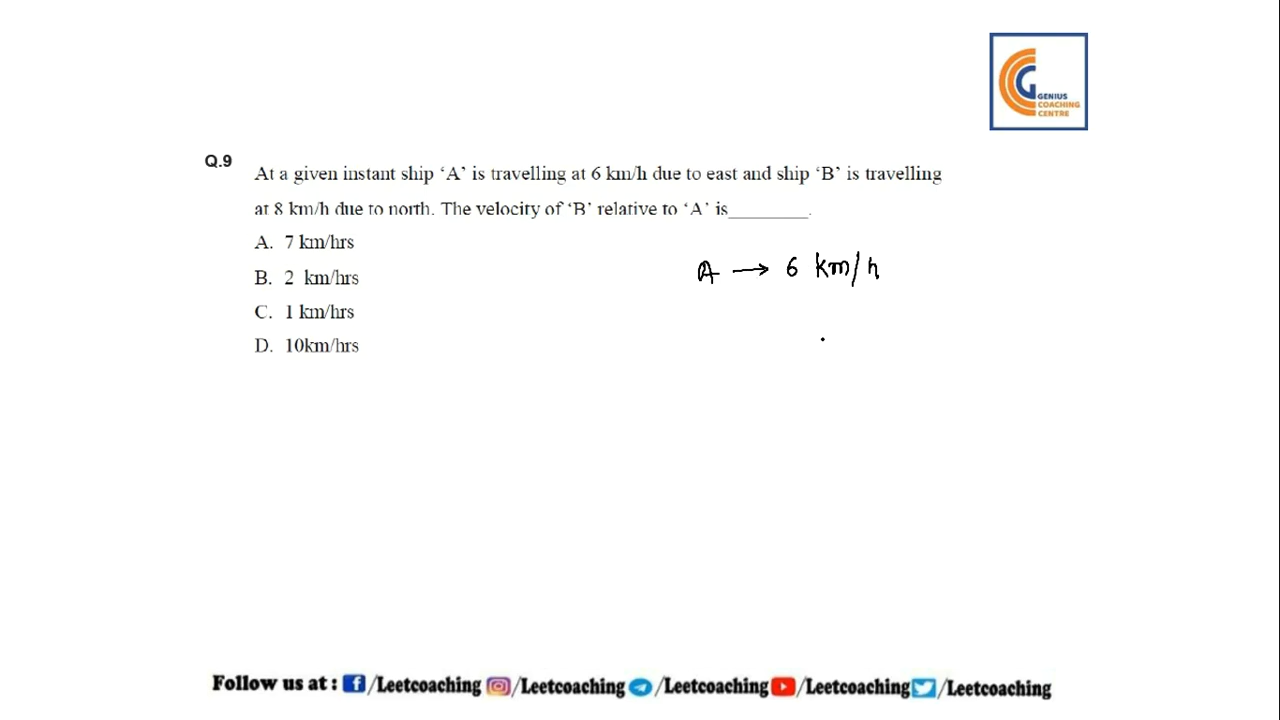 GENIUS
COACHING
CENTRE
Q.9
At a given instant ship ‘A’ is travelling at 6 km/h due to east and ship ‘B’ is travelling
at 8 km/h due to north. The velocity of ‘B’ relative to ‘A’ is________.
A. 7 km/hrs
B. 2 km/hrs
C. 1 km/hrs
D. 10km/hrs
A → 6 km/h
Follow us at : /Leetcoaching /Leetcoaching /Leetcoaching /Leetcoaching /Leetcoaching